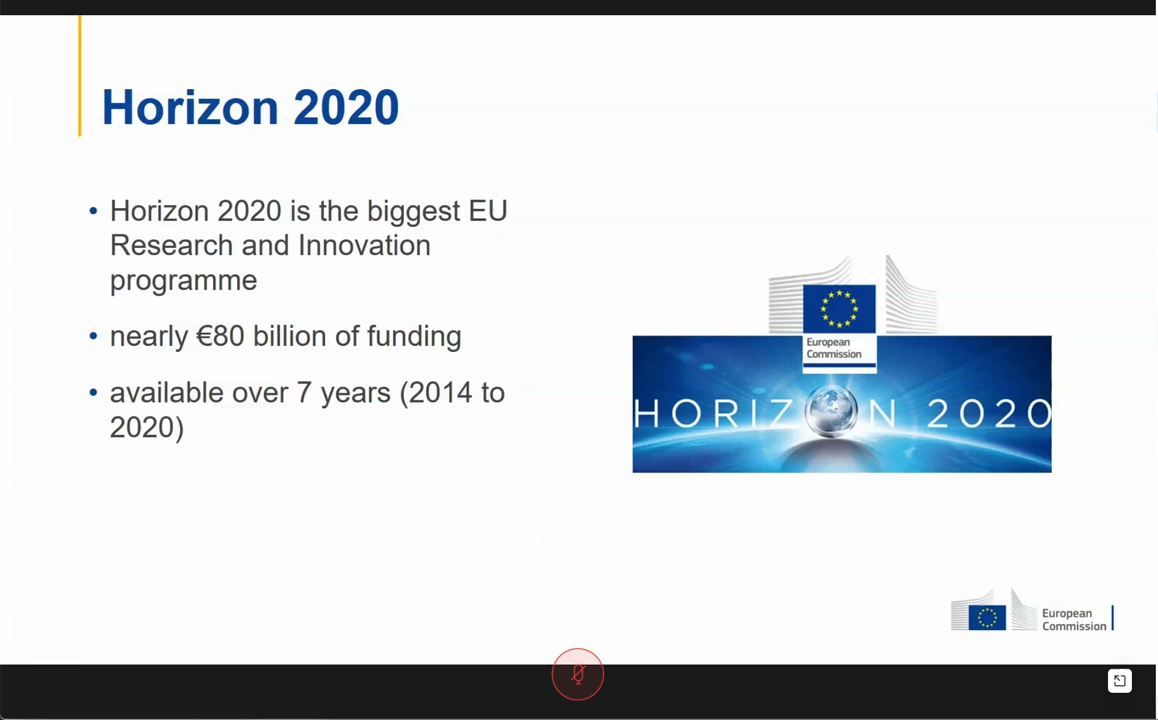 Horizon 2020
• Horizon 2020 is the biggest EU
Research and Innovation
programme
• nearly €80 billion of funding
• available over 7 years (2014 to
2020)
European
Commission
HORIZON 2020
European
Commission